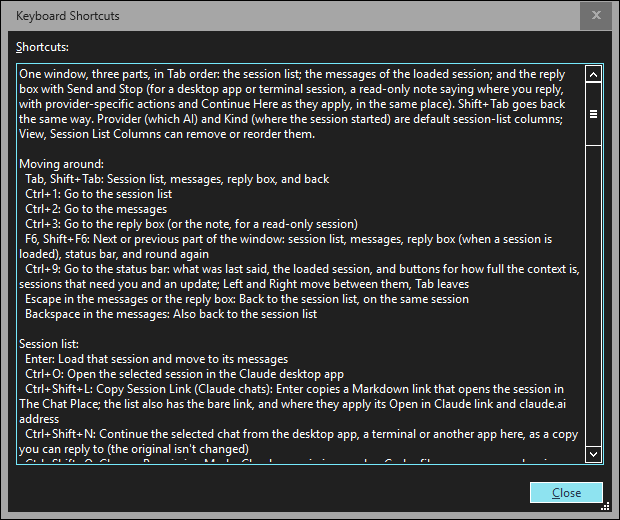 Keyboard Shortcuts
Shortcuts:
One window, three parts, in Tab order: the session list; the messages of the loaded session; and the reply
box with Send and Stop (for a desktop app or terminal session, a read-only note saying where you reply,
with provider-specific actions and Continue Here as they apply, in the same place). Shift+Tab goes back
the same way. Provider (which AI) and Kind (where the session started) are default session-list columns;
View, Session List Columns can remove or reorder them.
Moving around:
Tab, Shift+Tab: Session list, messages, reply box, and back
Ctrl+1: Go to the session list
Ctrl+2: Go to the messages
Ctrl+3: Go to the reply box (or the note, for a read-only session)
F6, Shift+F6: Next or previous part of the window: session list, messages, reply box (when a session is
loaded), status bar, and round again
Ctrl+9: Go to the status bar: what was last said, the loaded session, and buttons for how full the context is,
sessions that need you and an update; Left and Right move between them, Tab leaves
Escape in the messages or the reply box: Back to the session list, on the same session
Backspace in the messages: Also back to the session list
Session list:
Enter: Load that session and move to its messages
Ctrl+O: Open the selected session in the Claude desktop app
Ctrl+Shift+L: Copy Session Link (Claude chats): Enter copies a Markdown link that opens the session in
The Chat Place; the list also has the bare link, and where they apply its Open in Claude link and claude.ai
address
Ctrl+Shift+N: Continue the selected chat from the desktop app, a terminal or another app here, as a copy
you can reply to (the original isn't changed)
Close